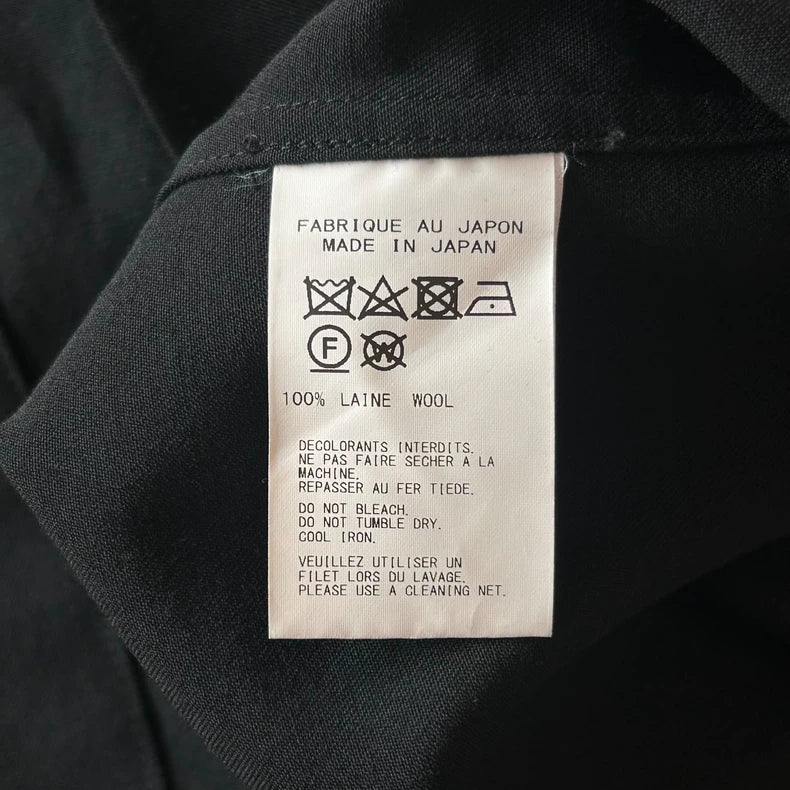 FABRIQUE AU JAPON
MADE IN JAPAN
F W
100% LAINE WOOL
DECOLORANTS INTERDITS.
NE PAS FAIRE SECHER A LA
MACHINE.
REPASSER AU FER TIEDE.
DO NOT BLEACH.
DO NOT TUMBLE DRY.
COOL IRON.
VEUILLEZ UTILISER UN
FILET LORS DU LAVAGE.
PLEASE USE A CLEANING NET.